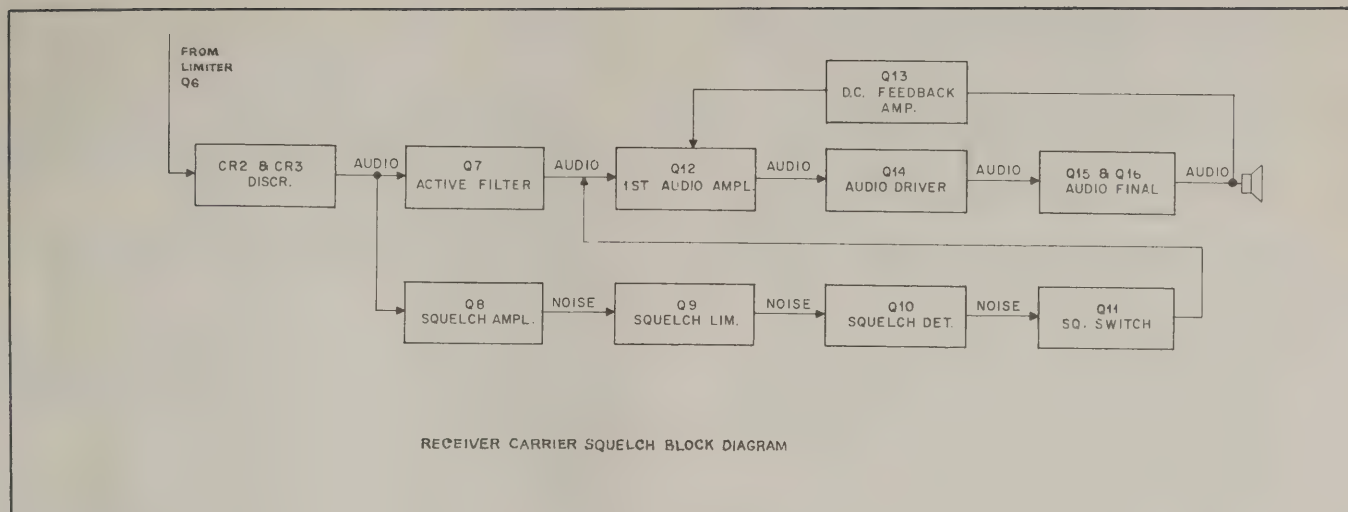 FROM
LIMITER
Q6
Q13
D.C. FEEDBACK
AMP.
CR2 & CR3
DISCR.
AUDIO
Q7
ACTIVE FILTER
AUDIO
Q12
1ST AUDIO AMPL.
AUDIO
Q14
AUDIO DRIVER
AUDIO
Q15 & Q16
AUDIO FINAL
AUDIO
Q8
SQUELCH AMPL.
NOISE
Q9
SQUELCH LIM.
NOISE
Q10
SQUELCH DET.
NOISE
Q11
SQ. SWITCH
RECEIVER CARRIER SQUELCH BLOCK DIAGRAM